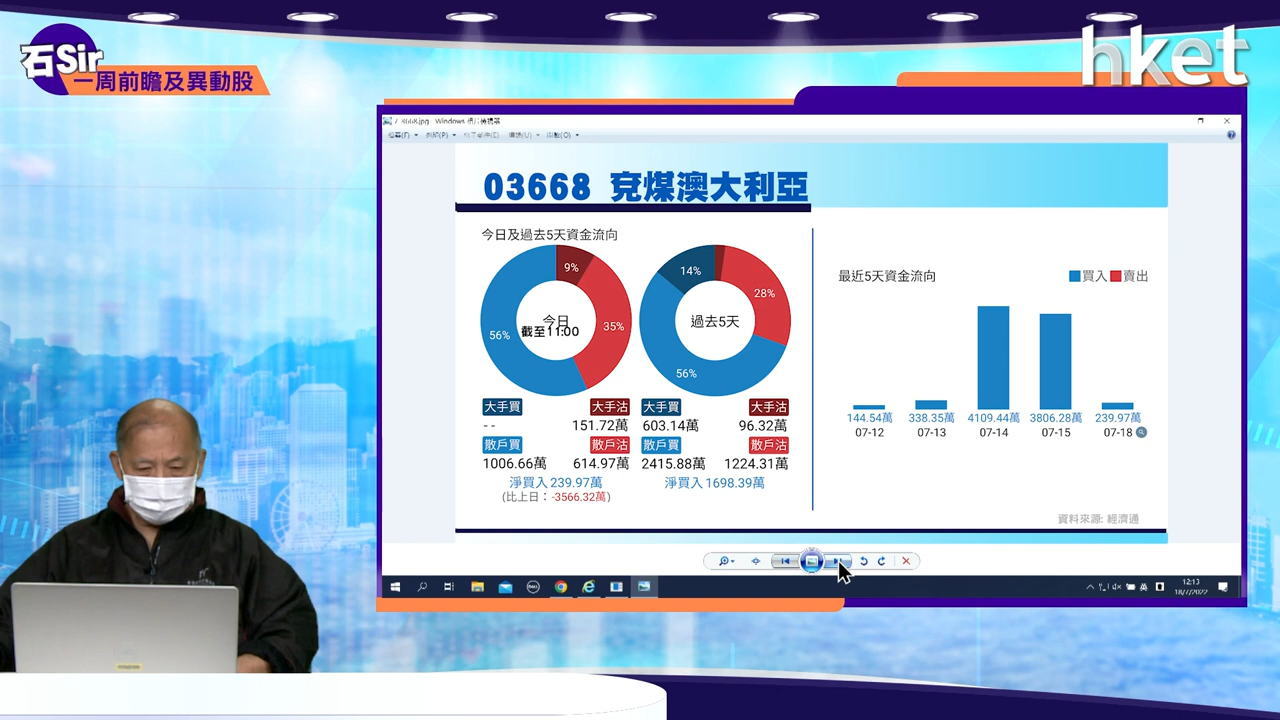 石Sir
一周前瞻及異動股
hket
03668 兗煤澳大利亞
今日及過去5天資金流向
9%
35%
56%
今日
截至11:00
14%
28%
56%
過去5天
大手買
大手沽
大手買
大手沽
- -
151.72萬
603.14萬
96.32萬
散戶買
散戶沽
散戶買
散戶沽
1006.66萬
614.97萬
2415.88萬
1224.31萬
淨買入 239.97萬
淨買入 1698.39萬
(比上日：-3566.32萬)
最近5天資金流向
買入
賣出
144.54萬
338.35萬
4109.44萬
3806.28萬
239.97萬
07-12
07-13
07-14
07-15
07-18
資料來源: 經濟通
12:13
18/7/2022